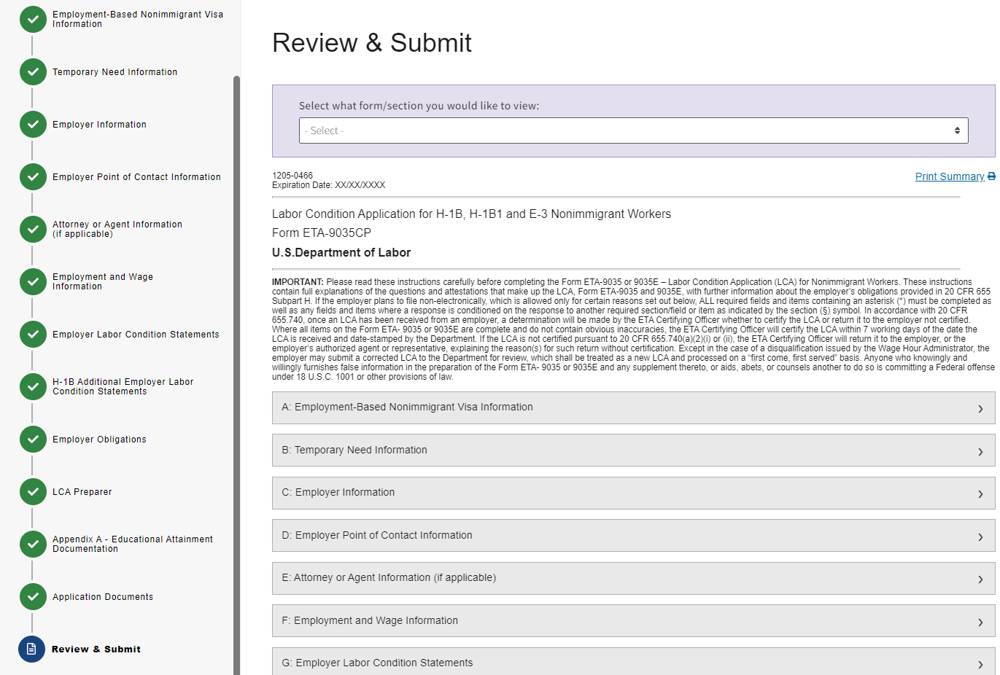 Employment-Based Nonimmigrant Visa
Information
Temporary Need Information
Employer Information
Employer Point of Contact Information
Attorney or Agent Information
(if applicable)
Employment and Wage
Information
Employer Labor Condition Statements
H-1B Additional Employer Labor
Condition Statements
Employer Obligations
LCA Preparer
Appendix A - Educational Attainment
Documentation
Application Documents
Review & Submit
Review & Submit
Select what form/section you would like to view:
- Select -
1205-0466
Expiration Date: XX/XX/XXXX
Print Summary
Labor Condition Application for H-1B, H-1B1 and E-3 Nonimmigrant Workers
Form ETA-9035CP
U.S.Department of Labor
IMPORTANT: Please read these instructions carefully before completing the Form ETA-9035 or 9035E – Labor Condition Application (LCA) for Nonimmigrant Workers. These instructions
contain full explanations of the questions and attestations that make up the LCA, Form ETA-9035 and 9035E, with further information about the employer's obligations provided in 20 CFR 655
Subpart H. If the employer plans to file non-electronically, which is allowed only for certain reasons set out below, ALL required fields and items containing an asterisk (*) must be completed as
well as any fields and items where a response is conditioned on the response to another required section/field or item as indicated by the section (§) symbol. In accordance with 20 CFR
655.740, once an LCA has been received from an employer, a determination will be made by the ETA Certifying Officer whether to certify the LCA or return it to the employer not certified.
Where all items on the Form ETA- 9035 or 9035E are complete and do not contain obvious inaccuracies, the ETA Certifying Officer will certify the LCA within 7 working days of the date the
LCA is received and date-stamped by the Department. If the LCA is not certified pursuant to 20 CFR 655.740(a)(2)(i) or (ii), the ETA Certifying Officer will return it to the employer, or the
employer's authorized agent or representative, explaining the reason(s) for such return without certification. Except in the case of a disqualification issued by the Wage Hour Administrator, the
employer may submit a corrected LCA to the Department for review, which shall be treated as a new LCA and processed on a “first come, first served” basis. Anyone who knowingly and
willingly furnishes false information in the preparation of the Form ETA- 9035 or 9035E and any supplement thereto, or aids, abets, or counsels another to do so is committing a Federal offense
under 18 U.S.C. 1001 or other provisions of law.
A: Employment-Based Nonimmigrant Visa Information
B: Temporary Need Information
C: Employer Information
D: Employer Point of Contact Information
E: Attorney or Agent Information (if applicable)
F: Employment and Wage Information
G: Employer Labor Condition Statements